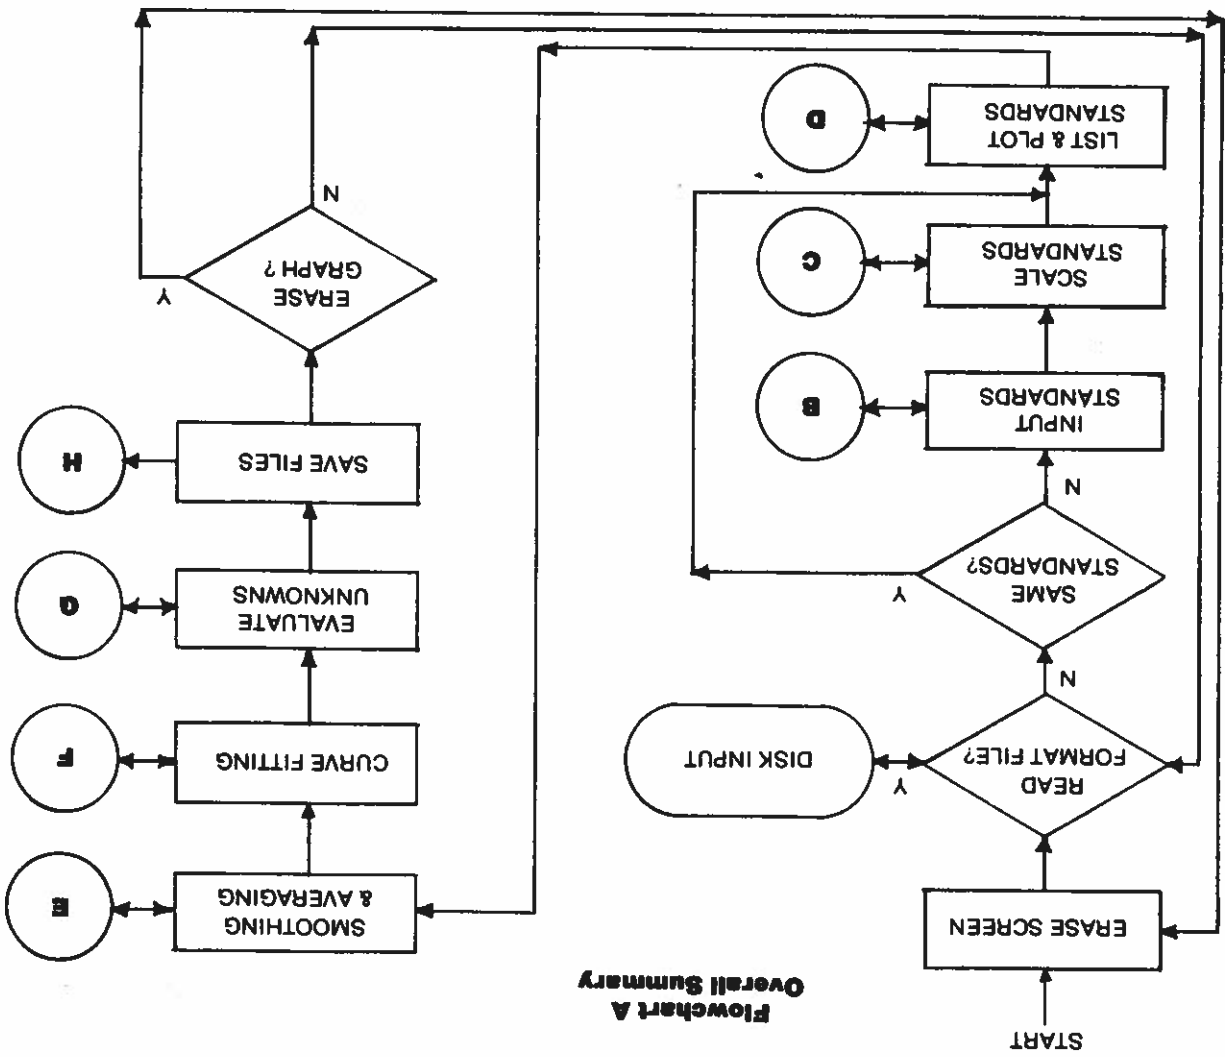 Flowchart A
Overall Summary
START
ERASE SCREEN
READ
FORMAT FILE?
Y
DISK INPUT
N
SAME
STANDARDS?
Y
N
INPUT
STANDARDS
B
SCALE
STANDARDS
C
LIST & PLOT
STANDARDS
D
SMOOTHING
& AVERAGING
E
CURVE FITTING
F
EVALUATE
UNKNOWNS
G
SAVE FILES
H
ERASE
GRAPH ?
Y
N